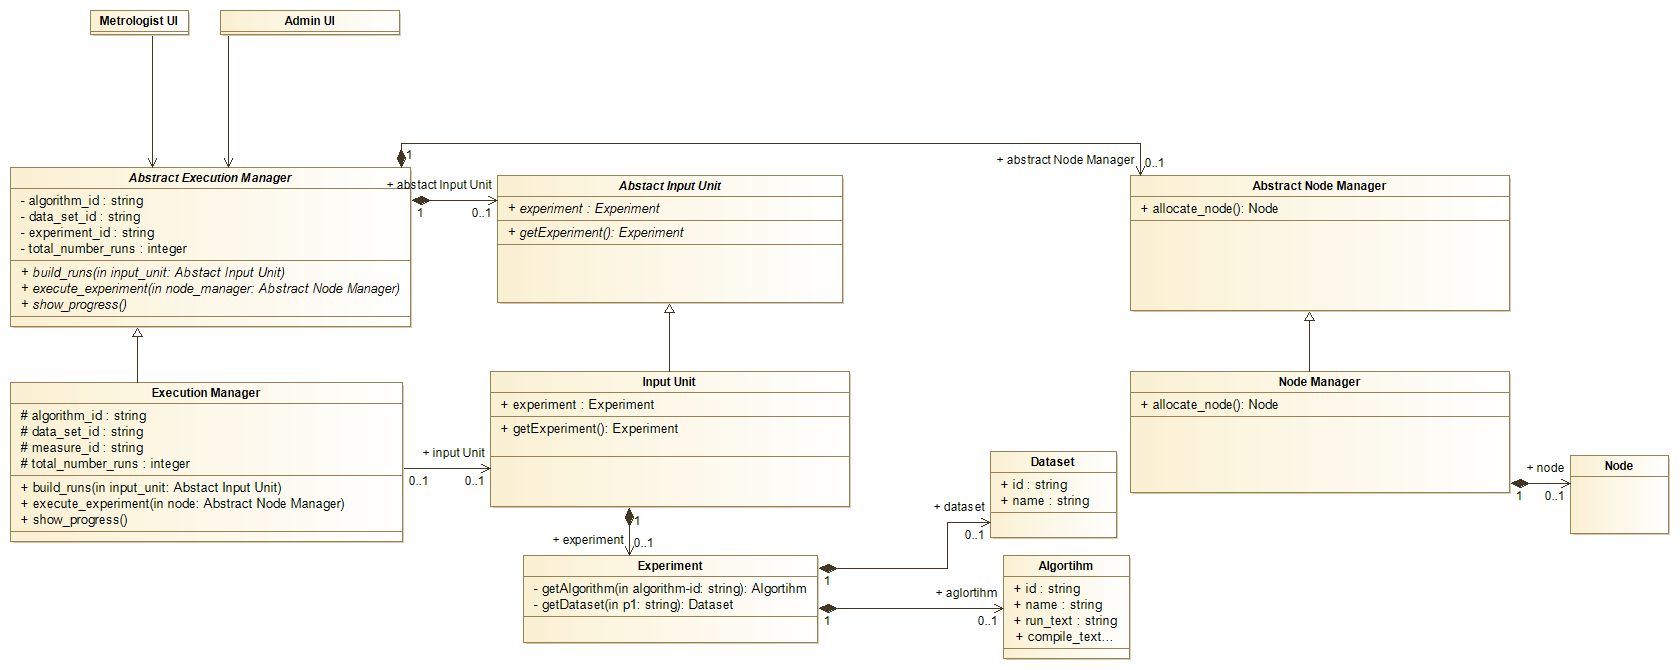 Metrologist UI
Admin UI
1
+ abstract Node Manager
0..1
Abstract Execution Manager
- algorithm_id : string
- data_set_id : string
- experiment_id : string
- total_number_runs : integer
+ build_runs(in input_unit: Abstact Input Unit)
+ execute_experiment(in node_manager: Abstract Node Manager)
+ show_progress()
+ abstact Input Unit
1
0..1
Abstact Input Unit
+ experiment : Experiment
+ getExperiment(): Experiment
Abstract Node Manager
+ allocate_node(): Node
Execution Manager
# algorithm_id : string
# data_set_id : string
# measure_id : string
# total_number_runs : integer
+ build_runs(in input_unit: Abstact Input Unit)
+ execute_experiment(in node: Abstract Node Manager)
+ show_progress()
+ input Unit
0..1
0..1
Input Unit
+ experiment : Experiment
+ getExperiment(): Experiment
Node Manager
+ allocate_node(): Node
+ node
1
0..1
Node
1
+ experiment
0..1
Experiment
- getAlgorithm(in algorithm-id: string): Algortihm
- getDataset(in p1: string): Dataset
+ dataset
1
0..1
Dataset
+ id : string
+ name : string
+ aglortihm
1
0..1
Algortihm
+ id : string
+ name : string
+ run_text : string
+ compile_text...